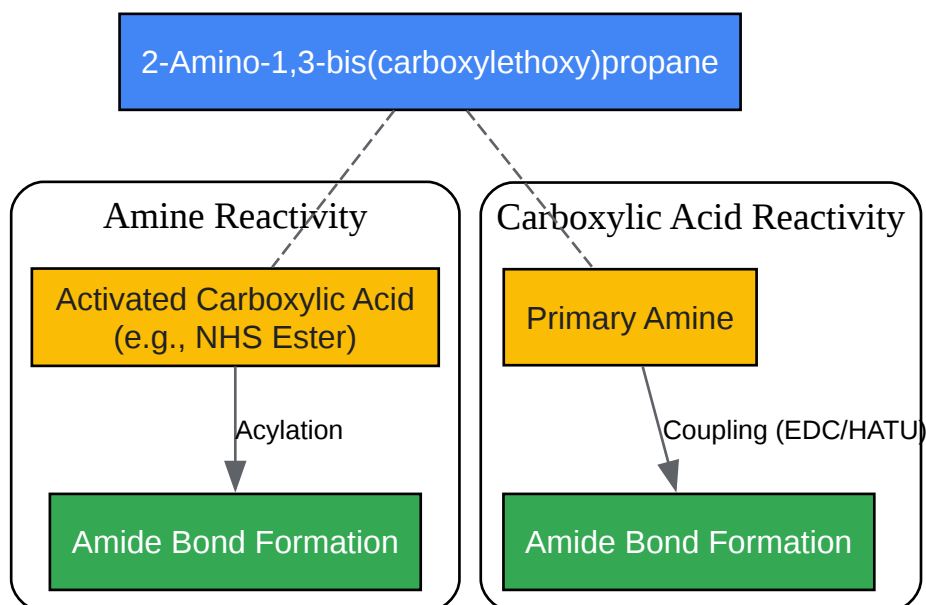 2-Amino-1,3-bis(carboxylethoxy)propane
Amine Reactivity
Activated Carboxylic Acid
(e.g., NHS Ester)
Acylation
Amide Bond Formation
Carboxylic Acid Reactivity
Primary Amine
Coupling (EDC/HATU)
Amide Bond Formation